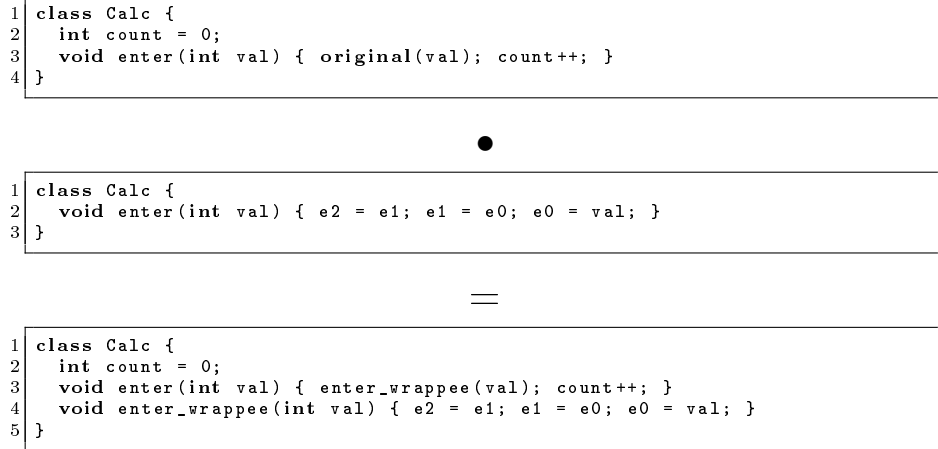 1 class Calc {
2 int count = 0;
3 void enter(int val) { original(val); count++; }
4 }
•
1 class Calc {
2 void enter(int val) { e2 = e1; e1 = e0; e0 = val; }
3 }
=
1 class Calc {
2 int count = 0;
3 void enter(int val) { enter_wrappee(val); count++; }
4 void enter_wrappee(int val) { e2 = e1; e1 = e0; e0 = val; }
5 }